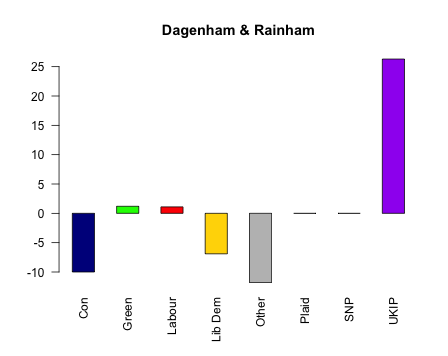 Dagenham & Rainham
25
20
15
10
5
0
-5
-10
Con
Green
Labour
Lib Dem
Other
Plaid
SNP
UKIP